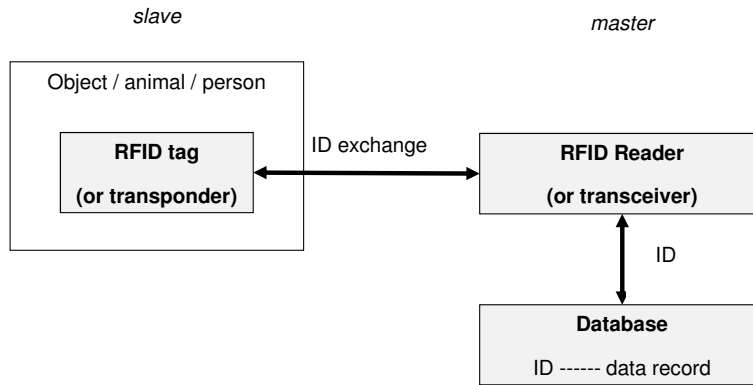 slave
master
Object / animal / person
RFID tag
(or transponder)
ID exchange
RFID Reader
(or transceiver)
ID
Database
ID ------ data record